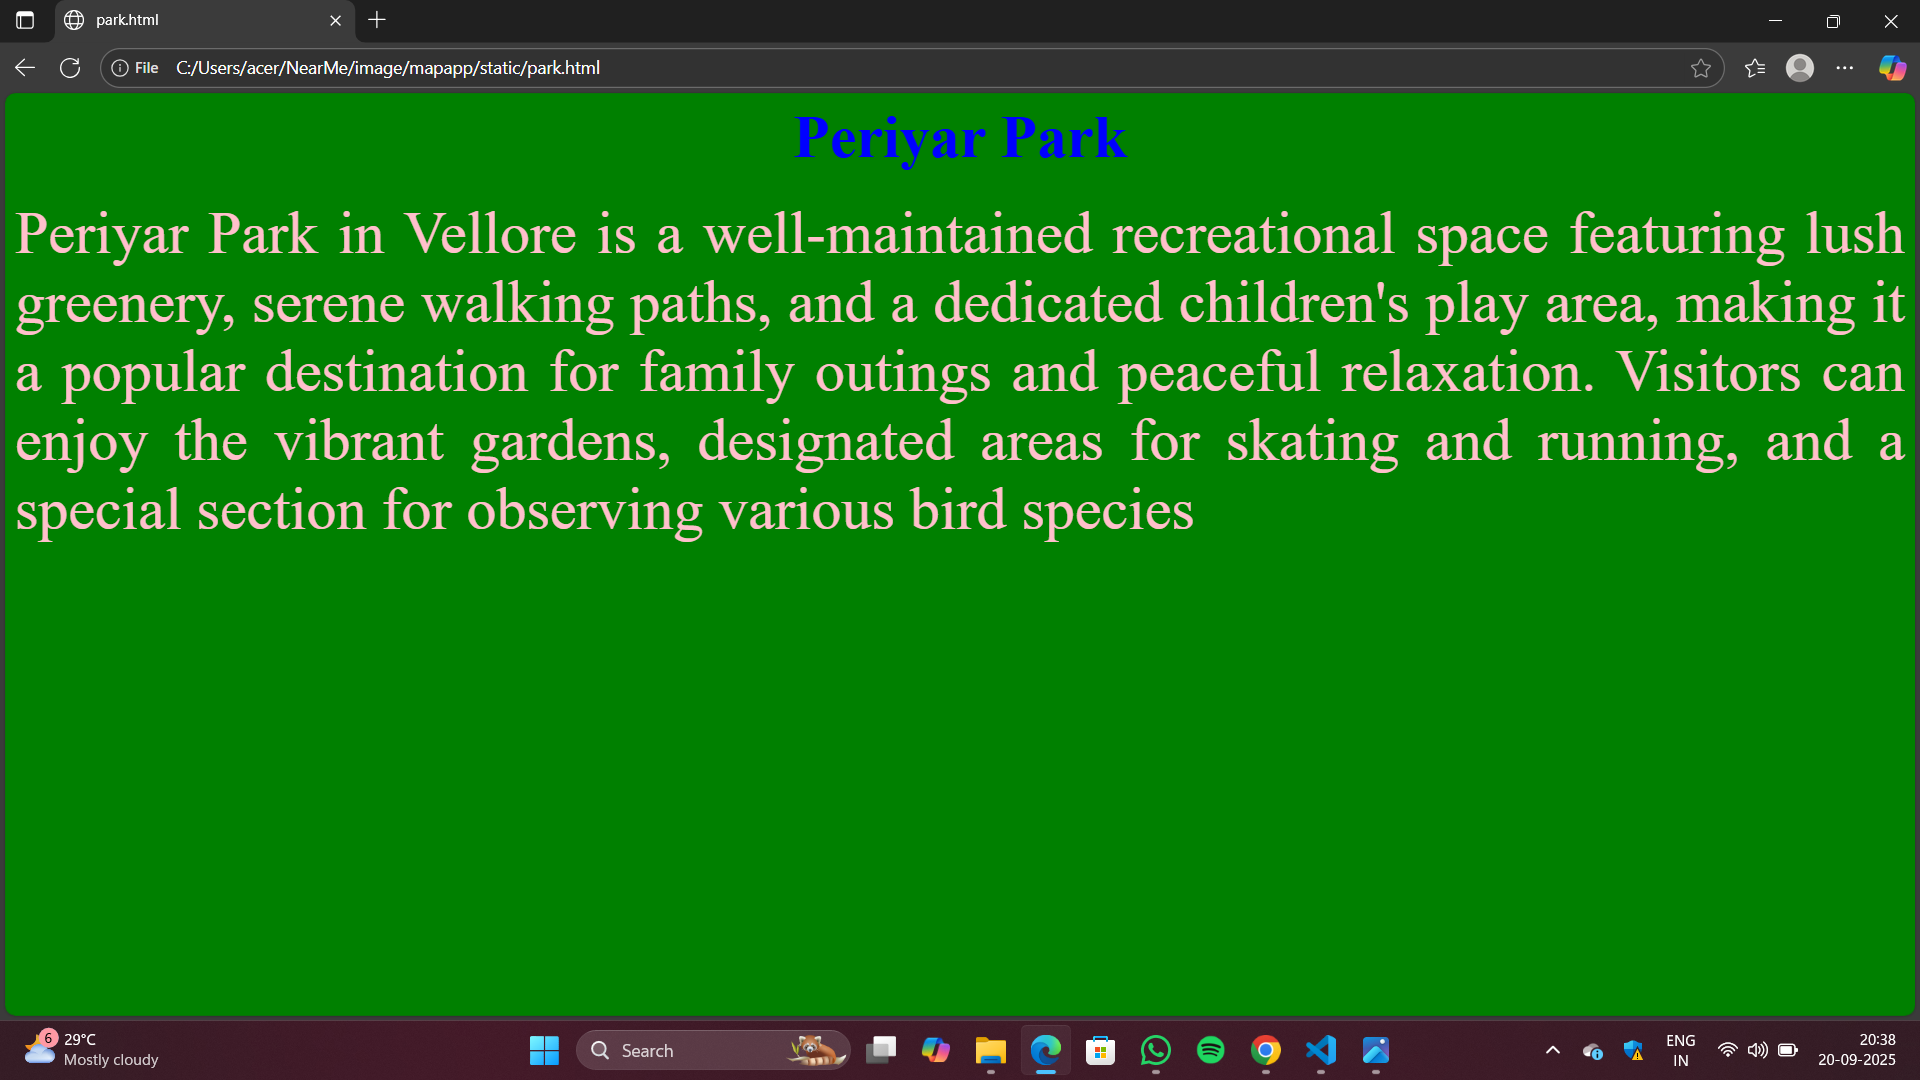 park.html
File
C:/Users/acer/NearMe/image/mapapp/static/park.html
Periyar Park
Periyar Park in Vellore is a well-maintained recreational space featuring lush
greenery, serene walking paths, and a dedicated children's play area, making it
a popular destination for family outings and peaceful relaxation. Visitors can
enjoy the vibrant gardens, designated areas for skating and running, and a
special section for observing various bird species
6
29°C
Mostly cloudy
Search
ENG
IN
20:38
20-09-2025